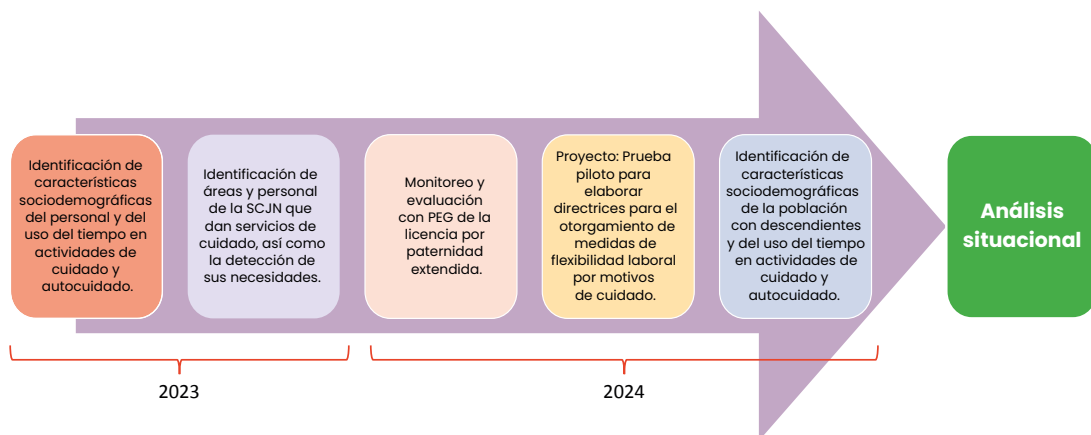 Identificación de
características
sociodemográficas
del personal y del
uso del tiempo en
actividades de
cuidado y
autocuidado.
Identificación de
áreas y personal
de la SCJN que
dan servicios de
cuidado, así como
la detección de
sus necesidades.
Monitoreo y
evaluación
con PEG de la
licencia por
paternidad
extendida.
Proyecto: Prueba
piloto para
elaborar
directrices para el
otorgamiento de
medidas de
flexibilidad laboral
por motivos
de cuidado.
Identificación de
características
sociodemográficas
de la población
con descendientes
y del uso del tiempo
en actividades de
cuidado y
autocuidado.
Análisis
situacional
2023
2024